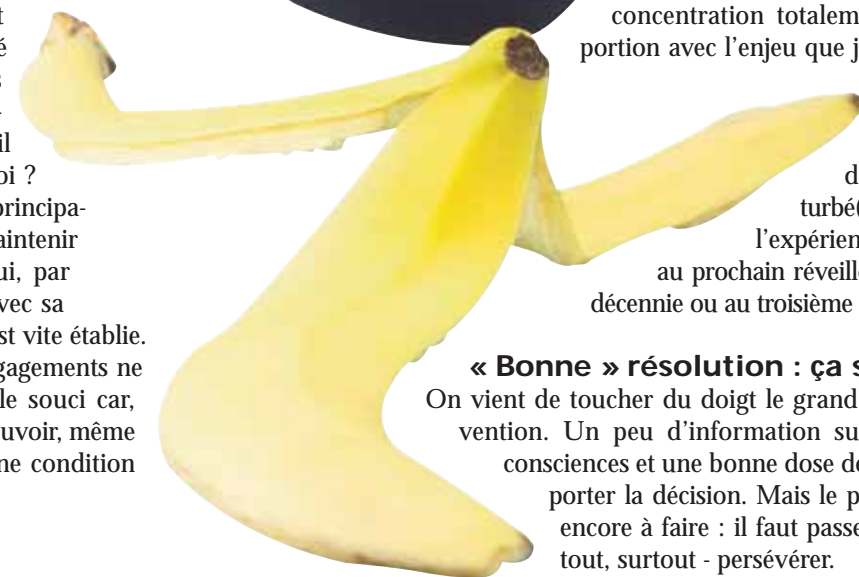 t
é
s
-
il
oi ?
principa-
aintenir
ui, par
vec sa
st vite établie.
gagements ne
le souci car,
uvoir, même
ne condition
concentration totalem
portion avec l'enjeu que j
d
turbé(
l'expérien
au prochain réveille
décennie ou au troisième
« Bonne » résolution : ça s
On vient de toucher du doigt le grand
vention. Un peu d'information su
consciences et une bonne dose de
porter la décision. Mais le p
encore à faire : il faut passe
tout, surtout - persévérer.